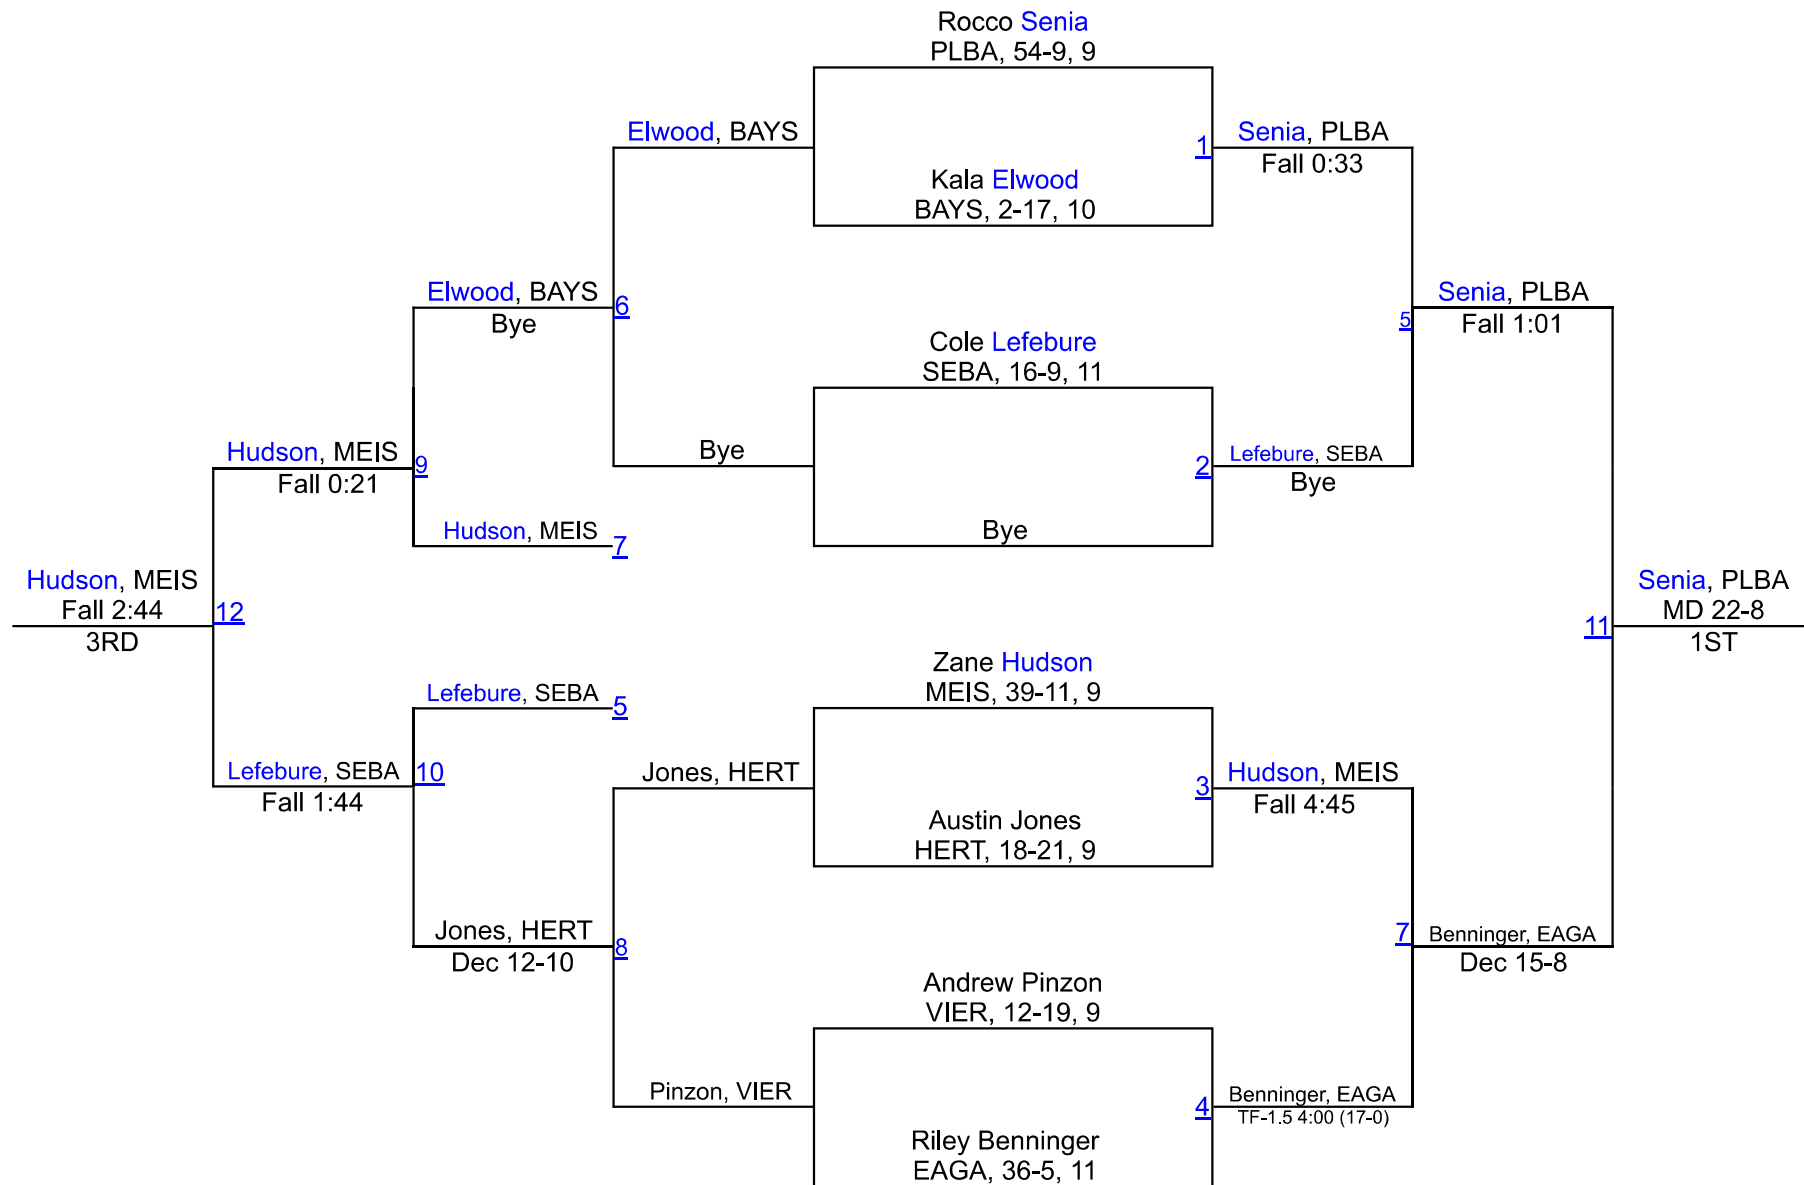 Rocco Senia
PLBA, 54-9, 9
Elwood, BAYS
1
Senia, PLBA
Fall 0:33
Kala Elwood
BAYS, 2-17, 10
Elwood, BAYS
Bye
6
Senia, PLBA
Fall 1:01
5
Cole Lefebure
SEBA, 16-9, 11
Hudson, MEIS
Fall 0:21
9
Bye
2
Lefebure, SEBA
Bye
Hudson, MEIS
7
Bye
Hudson, MEIS
Fall 2:44
3RD
12
Senia, PLBA
MD 22-8
1ST
11
Zane Hudson
MEIS, 39-11, 9
Lefebure, SEBA
5
Lefebure, SEBA
Fall 1:44
10
Jones, HERT
3
Hudson, MEIS
Fall 4:45
Austin Jones
HERT, 18-21, 9
Jones, HERT
Dec 12-10
8
7
Benninger, EAGA
Dec 15-8
Andrew Pinzon
VIER, 12-19, 9
Pinzon, VIER
4
Benninger, EAGA
TF-1.5 4:00 (17-0)
Riley Benninger
EAGA, 36-5, 11